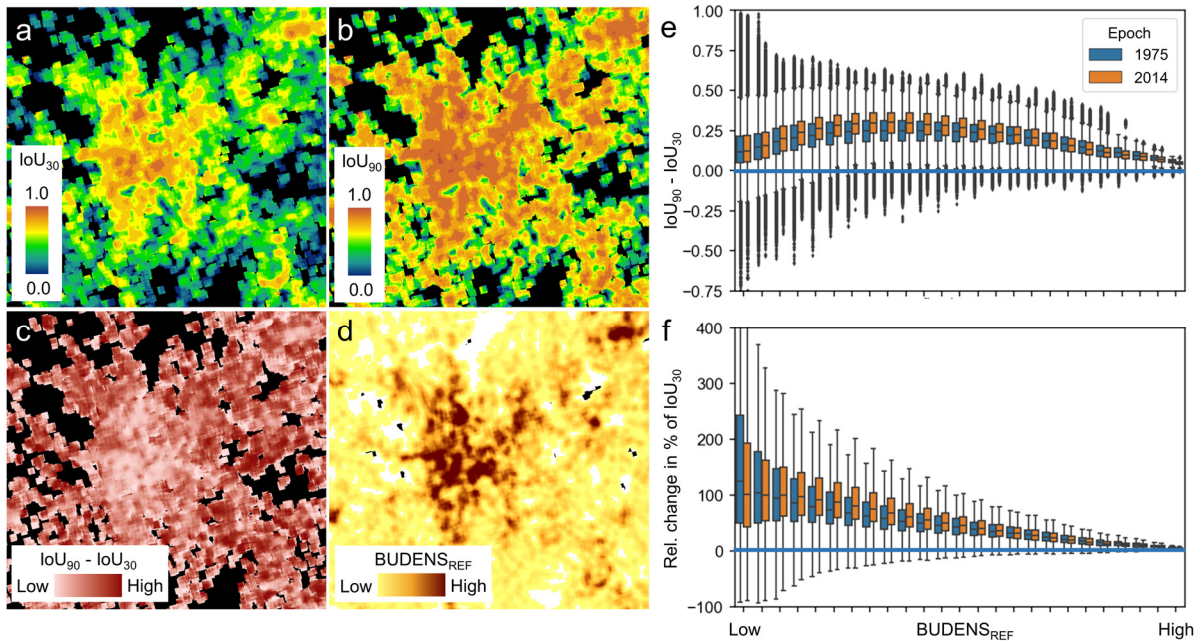 a
IoU30
1.0
0.0
b
IoU90
1.0
0.0
c
IoU90 - IoU30
Low High
d
BUDENSREF
Low High
e
IoU90 - IoU30
1.00
0.75
0.50
0.25
0.00
−0.25
−0.50
−0.75
Epoch
1975
2014
f
Rel. change in % of IoU30
400
300
200
100
0
−100
Low BUDENSREF High